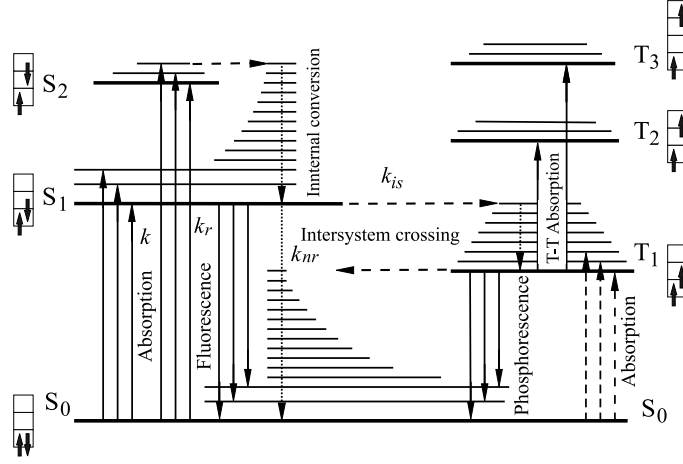 T3
S2
T2
Innternal conversion
kis
S1
k
kr
T-T Absorption
Intersystem crossing
knr
T1
Absorption
Fluorescence
Phosphorescence
Absorption
S0
S0